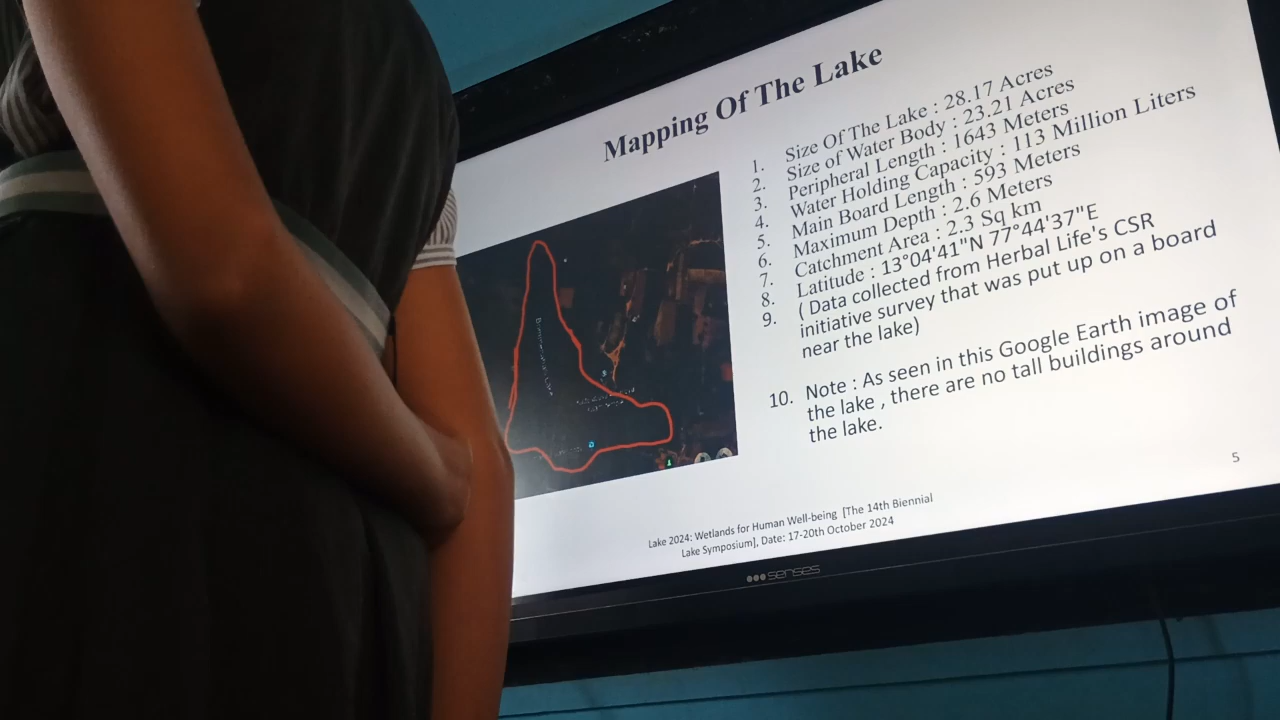 Mapping Of The Lake
1. Size Of The Lake : 28.17 Acres
2. Size of Water Body : 23.21 Acres
3. Peripheral Length : 1643 Meters
4. Water Holding Capacity : 113 Million Liters
5. Main Board Length : 593 Meters
6. Maximum Depth : 2.6 Meters
7. Catchment Area : 2.3 Sq km
8. Latitude : 13°04'41"N 77°44'37"E
9. ( Data collected from Herbal Life's CSR
initiative survey that was put up on a board
near the lake)
10. Note : As seen in this Google Earth image of
the lake , there are no tall buildings around
the lake.
5
Lake 2024: Wetlands for Human Well-being [The 14th Biennial
Lake Symposium], Date: 17-20th October 2024
senses